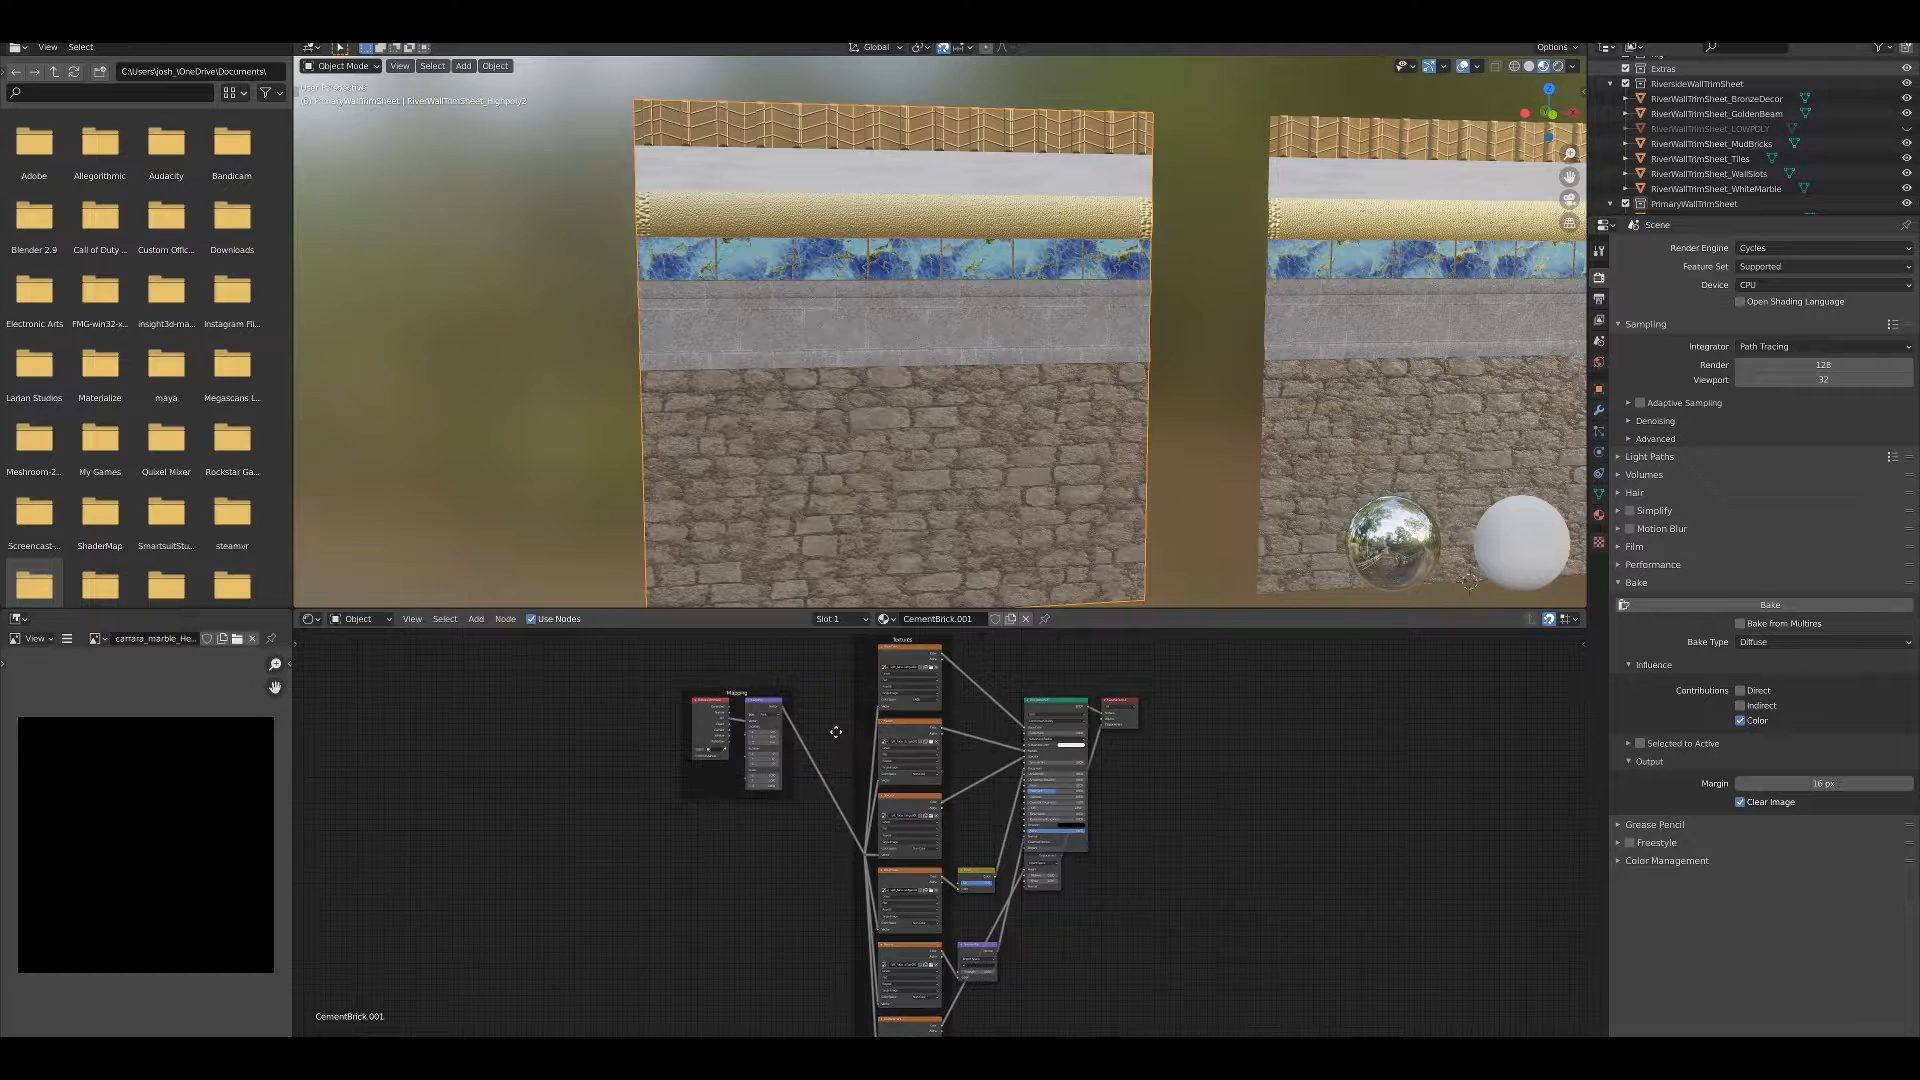 View Select
C:\Users\josh_\OneDrive\Documents\
Adobe Allegorithmic Audacity Bandicam
Blender 2.9 Call of Duty ... Custom Offic... Downloads
Electronic Arts FMG-win32-x... insight3d-ma... Instagram Fil...
Larian Studios Materialize maya Megascans L...
Meshroom-2... My Games Quixel Mixer Rockstar Ga...
Screencast-... ShaderMap SmartsuitStu... steamvr
View carrara_marble_He...
Global
Options
Object Mode View Select Add Object
User Perspective
(0) PrimaryWallTrimSheet | RiverWallTrimSheet_Highpoly2
Object View Select Add Node Use Nodes Slot 1 CementBrick.001
Textures
Mapping
CementBrick.001
Extras
RiversideWallTrimSheet
RiverWallTrimSheet_BronzeDecor
RiverWallTrimSheet_GoldenBeam
RiverWallTrimSheet_LOWPOLY
RiverWallTrimSheet_MudBricks
RiverWallTrimSheet_Tiles
RiverWallTrimSheet_WallSlots
RiverWallTrimSheet_WhiteMarble
PrimaryWallTrimSheet
Scene
Render Engine Cycles
Feature Set Supported
Device CPU
Open Shading Language
Sampling
Integrator Path Tracing
Render 128
Viewport 32
Adaptive Sampling
Denoising
Advanced
Light Paths
Volumes
Hair
Simplify
Motion Blur
Film
Performance
Bake
Bake
Bake from Multires
Bake Type Diffuse
Influence
Contributions Direct
Indirect
Color
Selected to Active
Output
Margin 16 px
Clear Image
Grease Pencil
Freestyle
Color Management